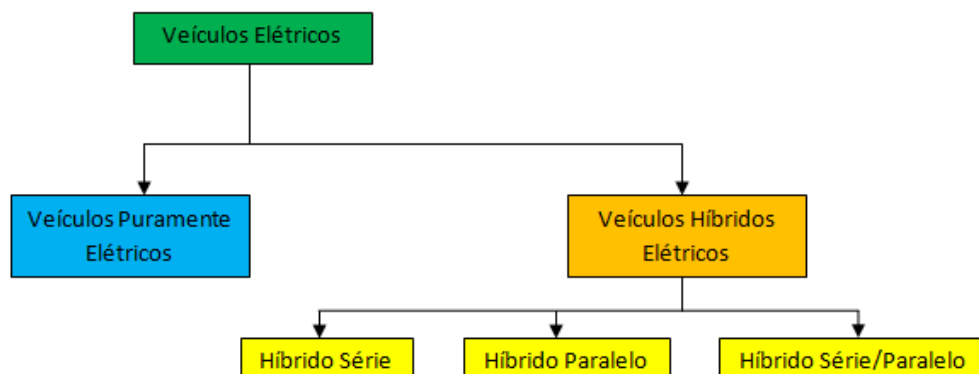 Veículos Elétricos
Veículos Puramente
Elétricos
Veículos Híbridos
Elétricos
Híbrido Série
Híbrido Paralelo
Híbrido Série/Paralelo